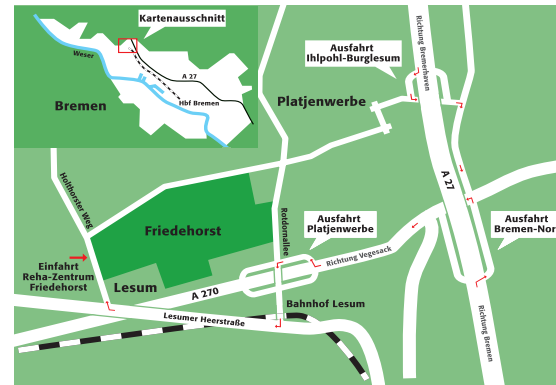 Kartenausschnitt
Weser
A 27
Hbf Bremen
Bremen
Richtung Bremerhaven
Ausfahrt
Ihlpohl-Burglesum
Platjenwerbe
A 27
Holthorster Weg
Friedehorst
Rotdornallee
Ausfahrt
Platjenwerbe
Ausfahrt
Bremen-Nor
Richtung Vegesack
Einfahrt
Reha-Zentrum
Friedehorst
Lesum
A 270
Bahnhof Lesum
Lesumer Heerstraße
Richtung Bremen